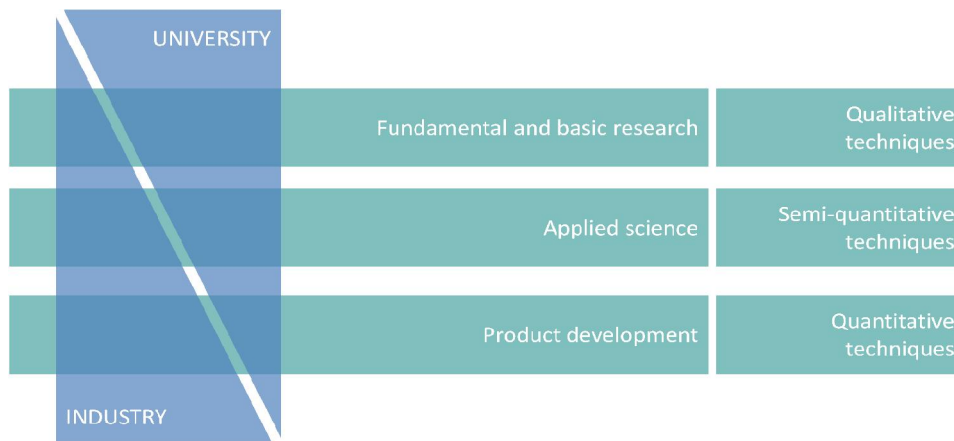 UNIVERSITY
Fundamental and basic research
Qualitative
techniques
Applied science
Semi-quantitative
techniques
Product development
Quantitative
techniques
INDUSTRY